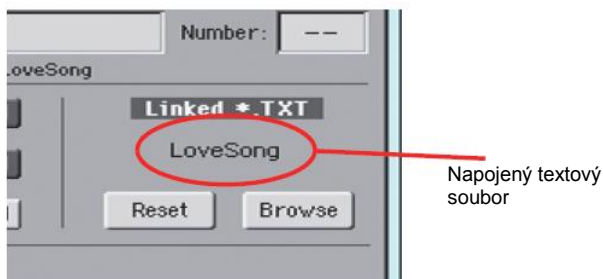 Number: --
LoveSong
Linked *.TXT
LoveSong
Reset Browse
Napojený textový
soubor